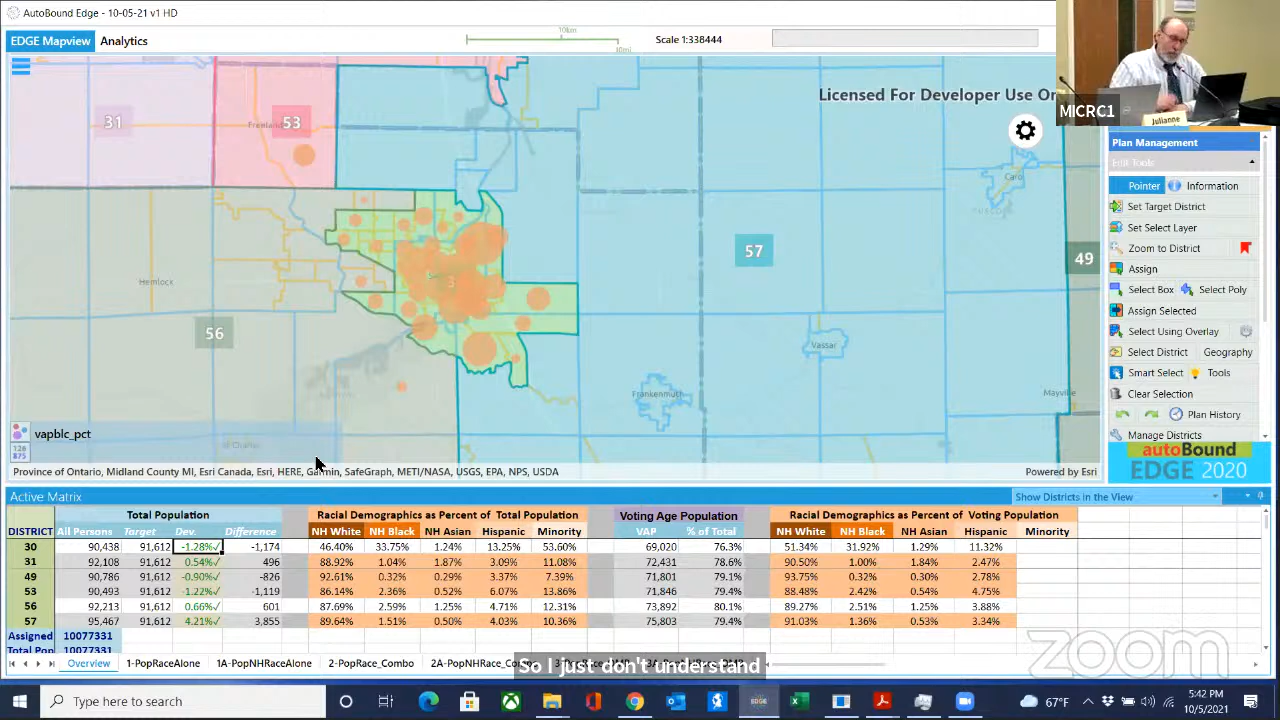 AutoBound Edge - 10-05-21 v1 HD
EDGE Mapview Analytics
10km
Scale 1:338444
Licensed For Developer Use On
MICRC1
Julianne
31
53
Freeland
Caro
57
49
Hemlock
3
56
Vassar
Frankenmuth
Mayville
vapblc_pct
St Charles
Province of Ontario, Midland County MI, Esri Canada, Esri, HERE, Garmin, SafeGraph, METI/NASA, USGS, EPA, NPS, USDA
Powered by Esri
Plan Management
Edit Tools
Pointer Information
Set Target District
Set Select Layer
Zoom to District
Assign
Select Box Select Poly
Assign Selected
Select Using Overlay
Select District Geography
Smart Select Tools
Clear Selection
Plan History
Manage Districts
autoBound
EDGE 2020
Active Matrix
Show Districts in the View
Total Population Racial Demographics as Percent of Total Population Voting Age Population Racial Demographics as Percent of Voting Population
DISTRICT All Persons Target Dev. Difference NH White NH Black NH Asian Hispanic Minority VAP % of Total NH White NH Black NH Asian Hispanic Minority
30 90,438 91,612 -1.28%✓ -1,174 46.40% 33.75% 1.24% 13.25% 53.60% 69,020 76.3% 51.34% 31.92% 1.29% 11.32%
31 92,108 91,612 0.54%✓ 496 88.92% 1.04% 1.87% 3.09% 11.08% 72,431 78.6% 90.50% 1.00% 1.84% 2.47%
49 90,786 91,612 -0.90%✓ -826 92.61% 0.32% 0.29% 3.37% 7.39% 71,801 79.1% 93.75% 0.32% 0.30% 2.78%
53 90,493 91,612 -1.22%✓ -1,119 86.14% 2.36% 0.52% 6.07% 13.86% 71,846 79.4% 88.48% 2.42% 0.54% 4.75%
56 92,213 91,612 0.66%✓ 601 87.69% 2.59% 1.25% 4.71% 12.31% 73,892 80.1% 89.27% 2.51% 1.25% 3.88%
57 95,467 91,612 4.21%✓ 3,855 89.64% 1.51% 0.50% 4.03% 10.36% 75,803 79.4% 91.03% 1.36% 0.53% 3.34%
Assigned 10077331
Total Pop 10077331
Overview 1-PopRaceAlone 1A-PopNHRaceAlone 2-PopRace_Combo 2A-PopNHRace_Com
So I just don't understand
zoom
Type here to search
EDGE
67°F
5:42 PM
10/5/2021